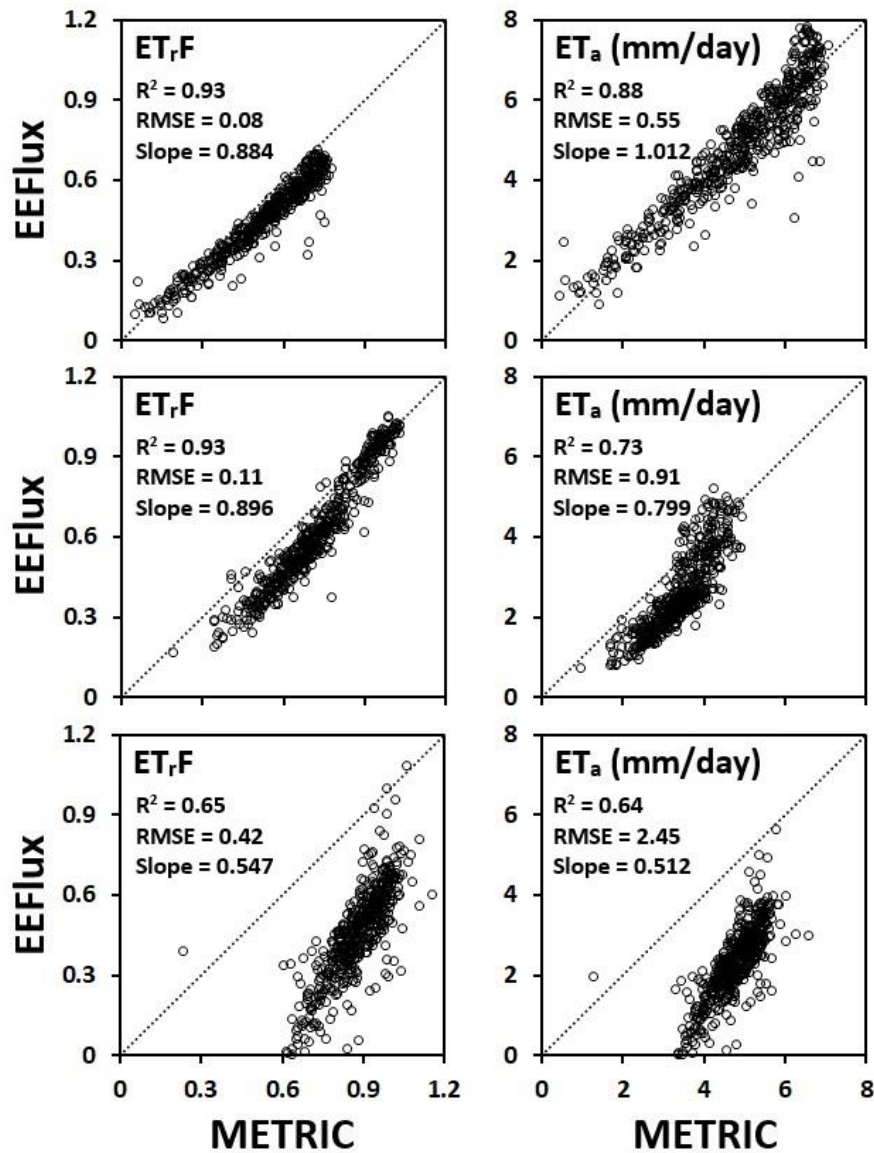 1.2
0.9
0.6
0.3
0
EEFlux
ETᵣF
R² = 0.93
RMSE = 0.08
Slope = 0.884
8
6
4
2
0
ETₐ (mm/day)
R² = 0.88
RMSE = 0.55
Slope = 1.012
1.2
0.9
0.6
0.3
0
EEFlux
ETᵣF
R² = 0.93
RMSE = 0.11
Slope = 0.896
8
6
4
2
0
ETₐ (mm/day)
R² = 0.73
RMSE = 0.91
Slope = 0.799
1.2
0.9
0.6
0.3
0
EEFlux
ETᵣF
R² = 0.65
RMSE = 0.42
Slope = 0.547
0 0.3 0.6 0.9 1.2
METRIC
8
6
4
2
0
ETₐ (mm/day)
R² = 0.64
RMSE = 2.45
Slope = 0.512
0 2 4 6 8
METRIC